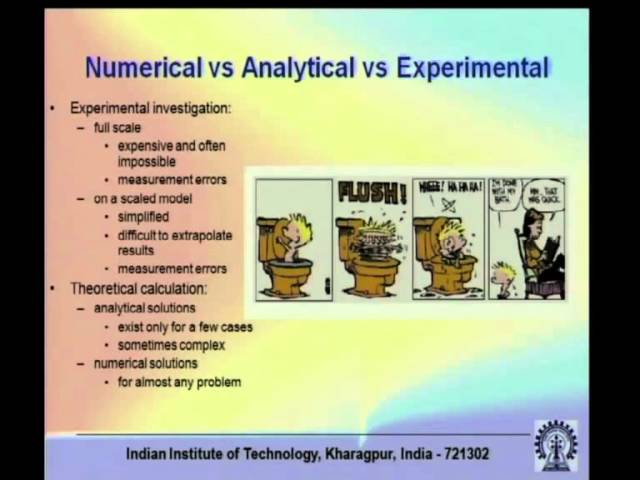 Numerical vs Analytical vs Experimental
• Experimental investigation:
– full scale
• expensive and often
impossible
• measurement errors
– on a scaled model
• simplified
• difficult to extrapolate
results
• measurement errors
• Theoretical calculation:
– analytical solutions
• exist only for a few cases
• sometimes complex
– numerical solutions
• for almost any problem
FLUSH!
HA HA HA!
I'M DONE
WITH MY
BATH.
THAT
WAS QUICK.
Indian Institute of Technology, Kharagpur, India - 721302